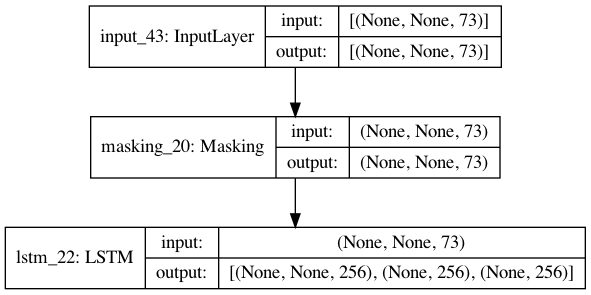 input_43: InputLayer
input: [(None, None, 73)]
output: [(None, None, 73)]
masking_20: Masking
input: (None, None, 73)
output: (None, None, 73)
lstm_22: LSTM
input: (None, None, 73)
output: [(None, None, 256), (None, 256), (None, 256)]